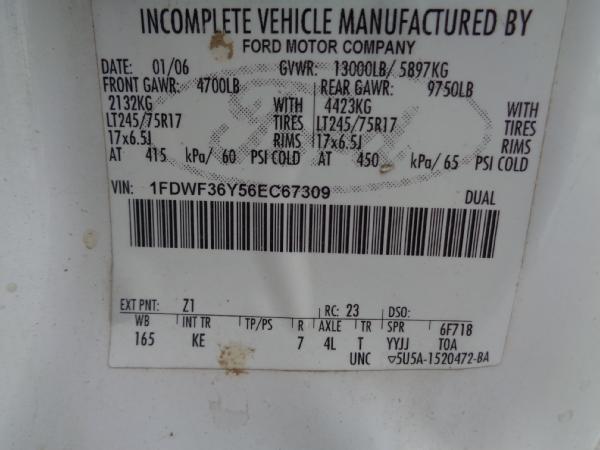 INCOMPLETE VEHICLE MANUFACTURED BY
FORD MOTOR COMPANY
DATE: 01/06 GVWR: 13000LB/ 5897KG
FRONT GAWR: 4700LB REAR GAWR: 9750LB
2132KG WITH 4423KG WITH
LT245/75R17 TIRES LT245/75R17 TIRES
17x6.5J RIMS 17x6.5J RIMS
AT 415 kPa/ 60 PSI COLD AT 450 kPa/ 65 PSI COLD
VIN: 1FDWF36Y56EC67309 DUAL
EXT PNT: Z1 RC: 23 DSO:
WB INT TR TP/PS R AXLE TR SPR 6F718
165 KE 7 4L T YYJJ TOA
UNC ▽5U5A-1520472-BA